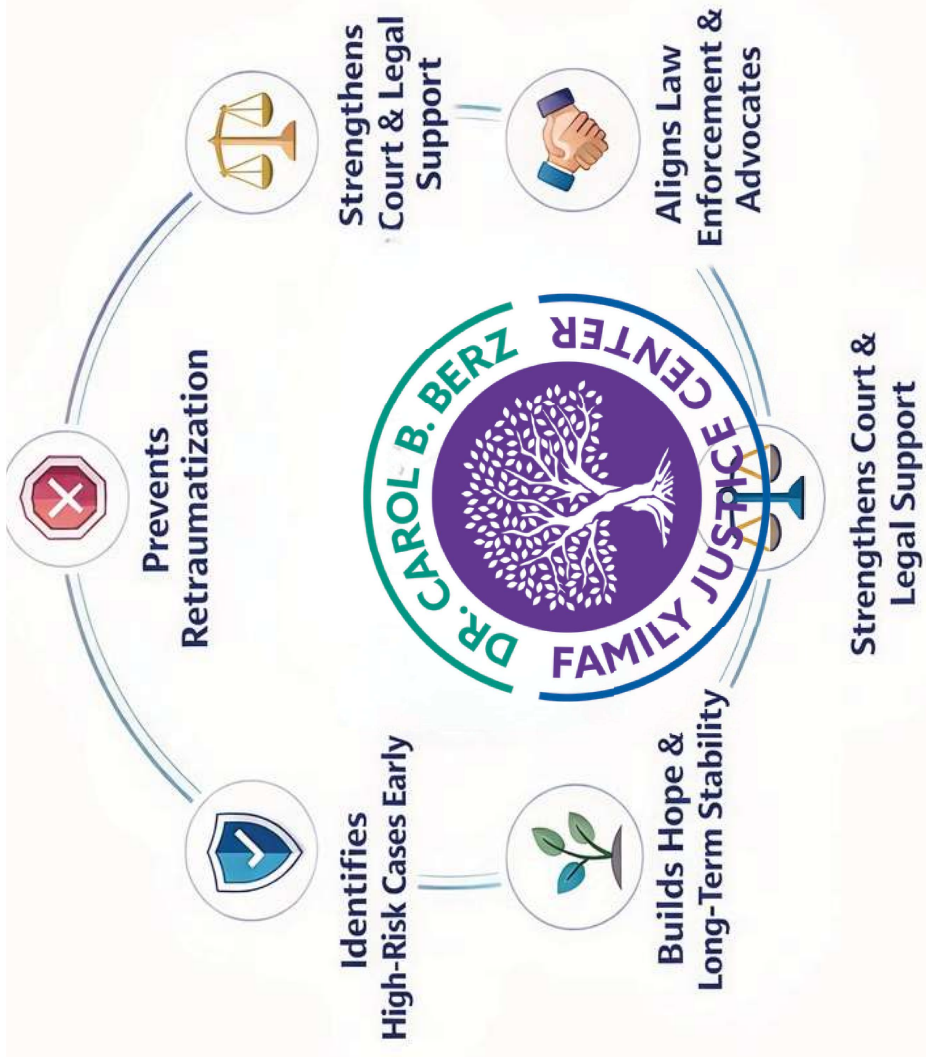 Prevents
Retraumatization
Identifies
High-Risk Cases Early
Strengthens
Court & Legal
Support
DR. CAROL B. BERZ
FAMILY JUSTICE CENTER
Builds Hope &
Long-Term Stability
Aligns Law
Enforcement &
Advocates
Strengthens Court &
Legal Support